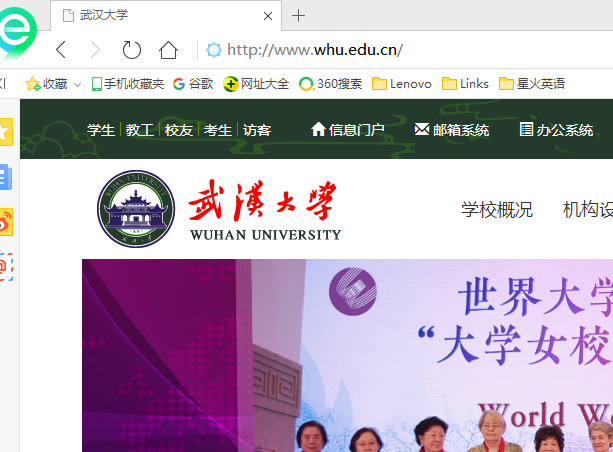 武汉大学
http://www.whu.edu.cn/
收藏 手机收藏夹 谷歌 网址大全 360搜索 Lenovo Links 星火英语
学生 教工 校友 考生 访客 信息门户 邮箱系统 办公系统
武漢大学
WUHAN UNIVERSITY
学校概况 机构设
世界大学
“大学女校
World Wo